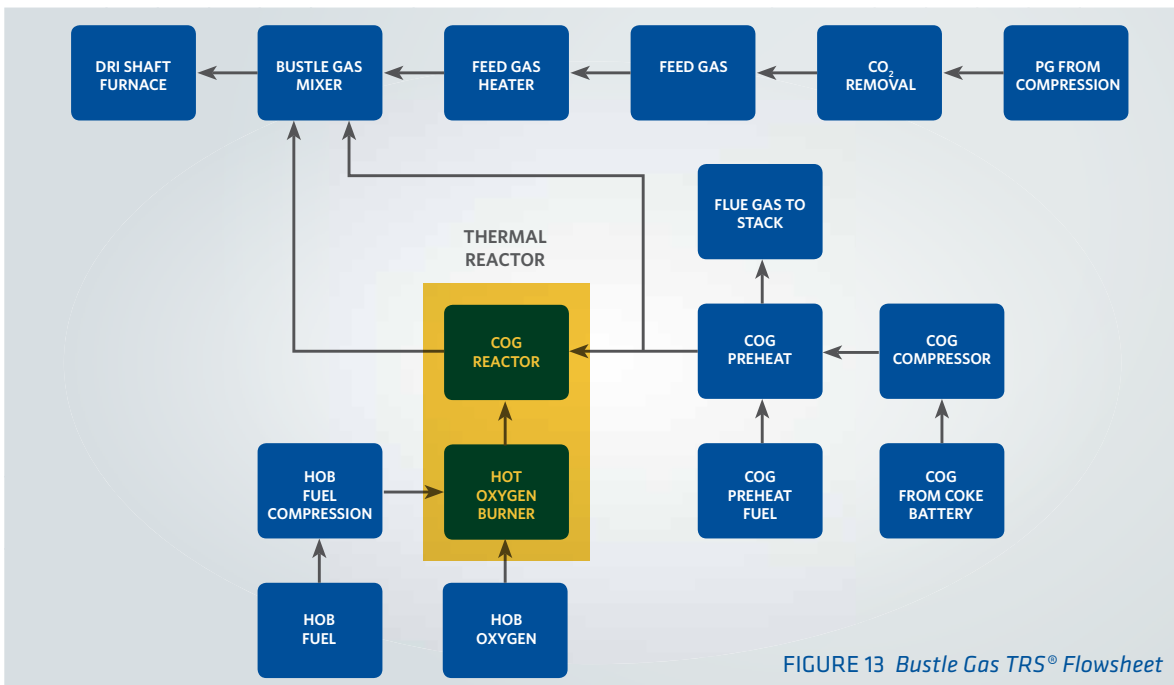 DRI SHAFT
FURNACE
BUSTLE GAS
MIXER
FEED GAS
HEATER
FEED GAS
CO₂
REMOVAL
PG FROM
COMPRESSION
FLUE GAS TO
STACK
THERMAL
REACTOR
COG
REACTOR
COG
PREHEAT
COG
COMPRESSOR
HOB
FUEL
COMPRESSION
HOT
OXYGEN
BURNER
COG
PREHEAT
FUEL
COG
FROM COKE
BATTERY
HOB
FUEL
HOB
OXYGEN
FIGURE 13 Bustle Gas TRS® Flowsheet